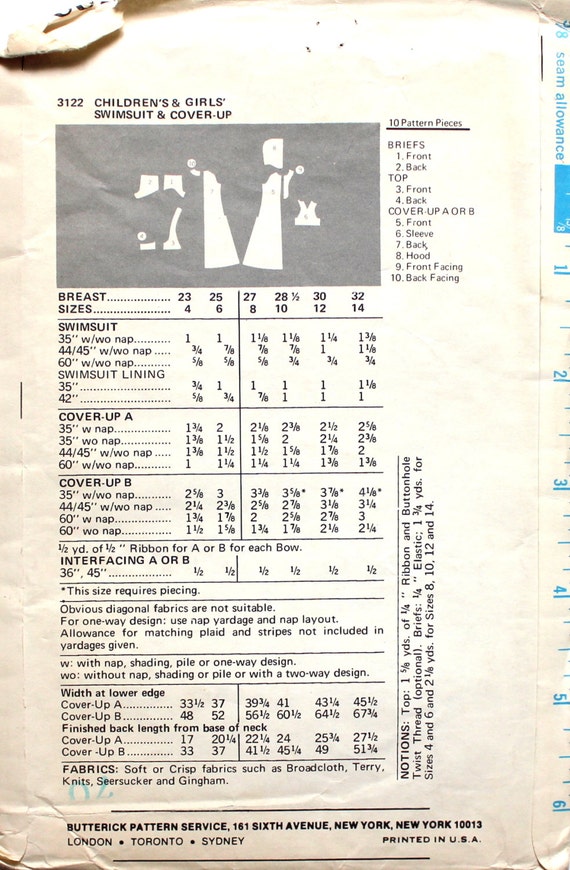 3122 CHILDREN'S & GIRLS'
SWIMSUIT & COVER-UP
10 Pattern Pieces
BRIEFS
1. Front
2. Back
TOP
3. Front
4. Back
COVER-UP A OR B
5. Front
6. Sleeve
7. Back
8. Hood
9. Front Facing
10. Back Facing
BREAST.................... 23 25 27 28 ½ 30 32
SIZES........................ 4 6 8 10 12 14
SWIMSUIT
35" w/wo nap........... 1 1 1⅛ 1⅛ 1¼ 1⅜
44/45" w/wo nap ..... ¾ ⅞ ⅞ ⅞ 1 1⅛
60" w/wo nap........... ⅝ ⅝ ⅝ ¾ ¾ ¾
SWIMSUIT LINING
35"........................... ¾ 1 1 1 1 1⅛
42"........................... ⅝ ¾ ⅞ 1 1 1
COVER-UP A
35" w nap................. 1¾ 2 2⅛ 2⅜ 2½ 2⅝
35" wo nap............... 1⅜ 1½ 1⅝ 2 2¼ 2⅜
44/45" w/wo nap...... 1⅜ 1½ 1½ 1⅝ 1⅞ 2
60" w/wo nap........... 1 1¼ 1¼ 1¼ 1⅜ 1⅜
COVER-UP B
35" w/wo nap........... 2⅝ 3 3⅜ 3⅝* 3⅞* 4⅛*
44/45" w/wo nap...... 2¼ 2⅜ 2⅝ 2⅞ 3⅛ 3¼
60" w nap................. 1¾ 1⅞ 2 2⅝ 2⅞ 3
60" wo nap............... 1½ 1⅝ 1¾ 1⅞ 2⅛ 2¼
½ yd. of ½ " Ribbon for A or B for each Bow.
INTERFACING A OR B
36", 45" ................... ½ ½ ½ ½ ½ ½
*This size requires piecing.
Obvious diagonal fabrics are not suitable.
For one-way design: use nap yardage and nap layout.
Allowance for matching plaid and stripes not included in
yardages given.
w: with nap, shading, pile or one-way design.
wo: without nap, shading or pile or with a two-way design.
Width at lower edge
Cover-Up A............... 33½ 37 39¾ 41 43¼ 45½
Cover-Up B............... 48 52 56½ 60½ 64½ 67¾
Finished back length from base of neck
Cover-Up A............... 17 20¼ 22¼ 24 25¾ 27½
Cover-Up B............... 33 37 41½ 45¼ 49 51¾
FABRICS: Soft or Crisp fabrics such as Broadcloth, Terry,
Knits, Seersucker and Gingham.
NOTIONS: Top: 1 ⅝ yds. of ¼ " Ribbon and Buttonhole
Twist Thread (optional). Briefs: ¼ " Elastic; 1 ¾ yds. for
Sizes 4 and 6 and 2 ⅛ yds. for Sizes 8, 10, 12 and 14.
BUTTERICK PATTERN SERVICE, 161 SIXTH AVENUE, NEW YORK, NEW YORK 10013
LONDON • TORONTO • SYDNEY PRINTED IN U.S.A.
⅝ seam allowance
⅝
1
2
3
4
5
6